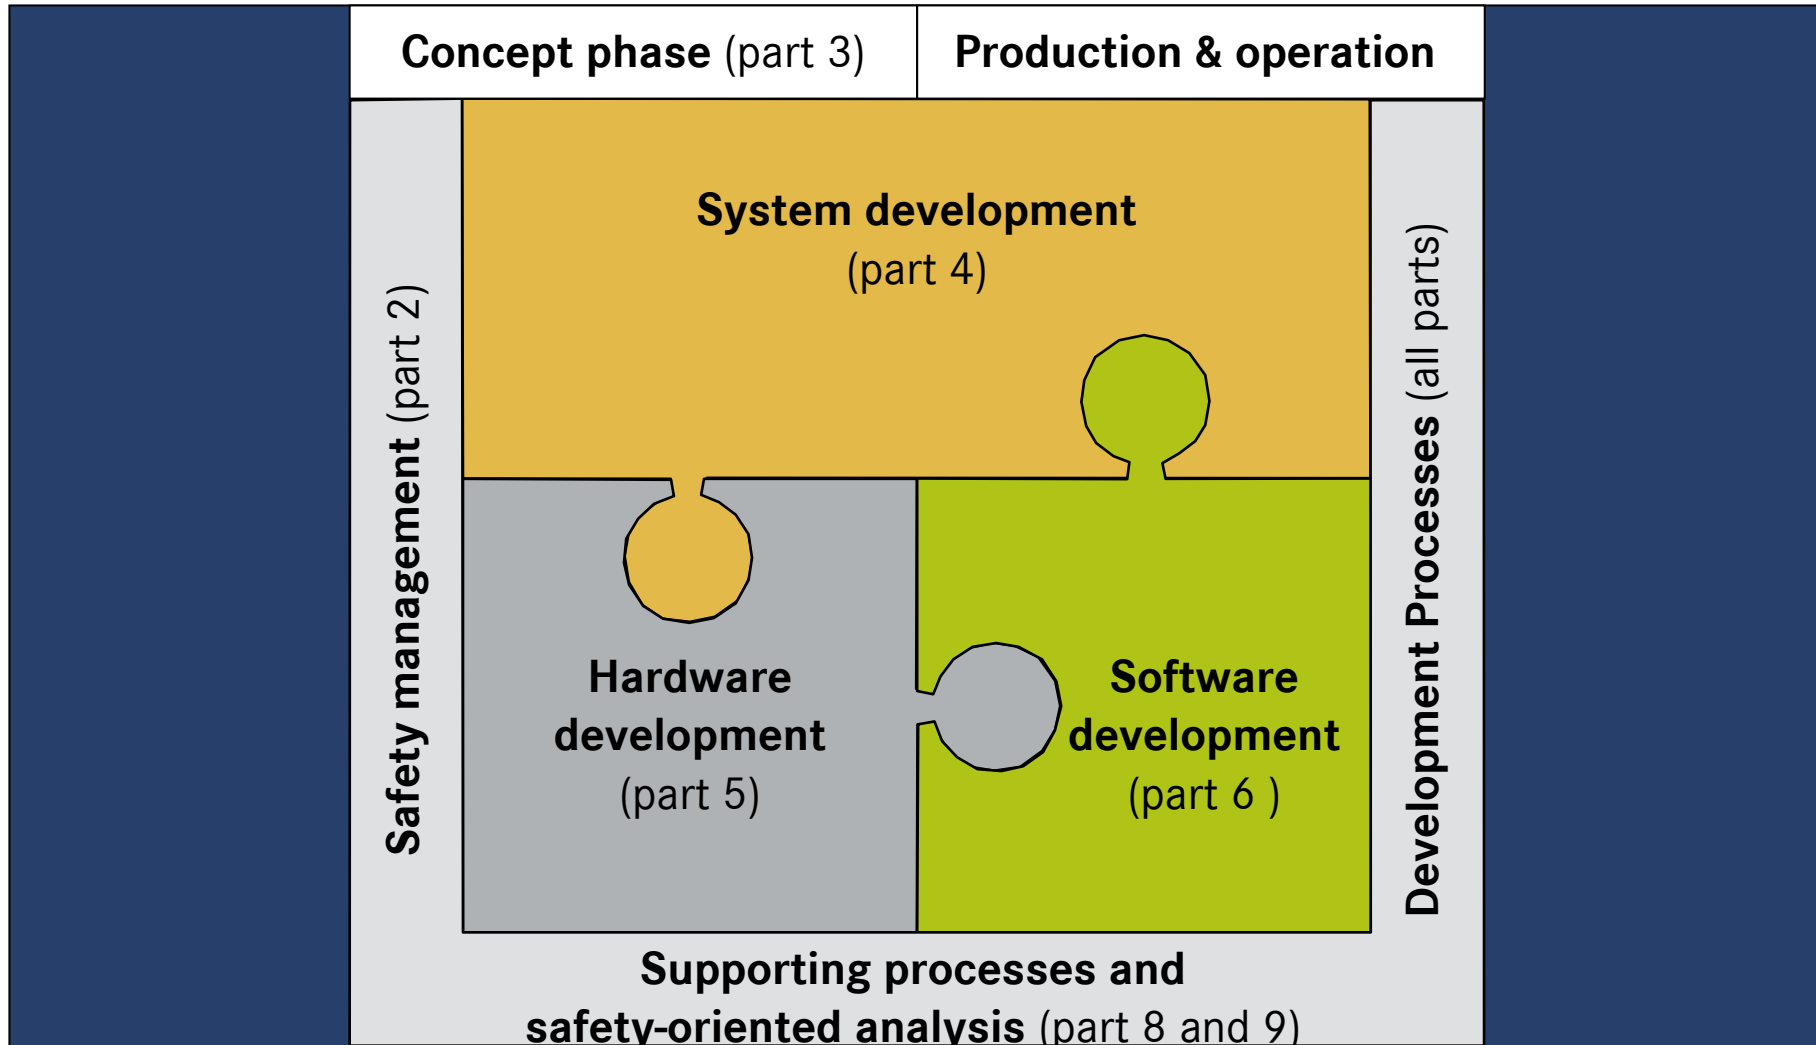 Concept phase (part 3)
Production & operation
System development
(part 4)
Safety management (part 2)
Development Processes (all parts)
Hardware
development
(part 5)
Software
development
(part 6 )
Supporting processes and
safety-oriented analysis (part 8 and 9)